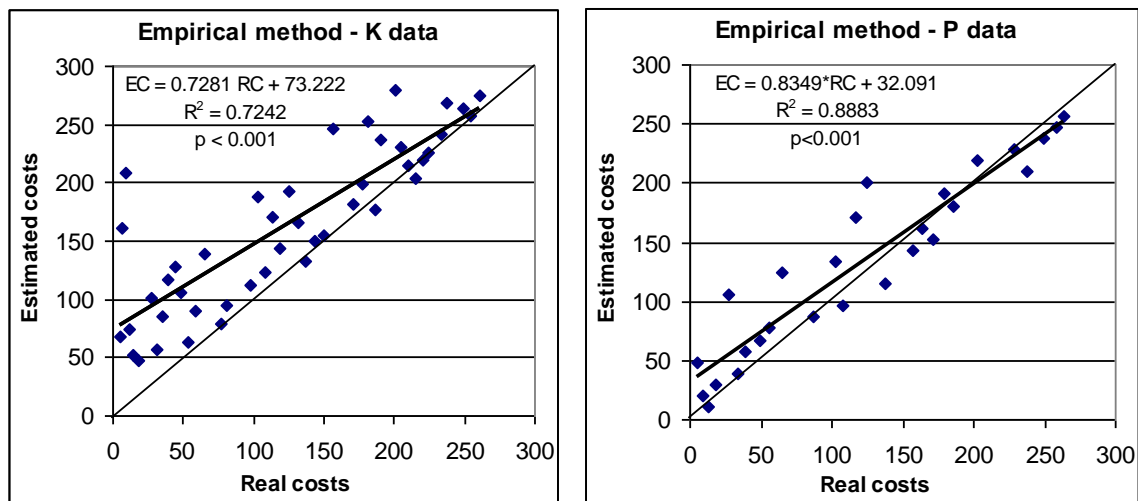 Empirical method - K data
EC = 0.7281 RC + 73.222
R² = 0.7242
p < 0.001
300
250
200
150
100
50
0
Estimated costs
0 50 100 150 200 250 300
Real costs
Empirical method - P data
EC = 0.8349*RC + 32.091
R² = 0.8883
p<0.001
300
250
200
150
100
50
0
Estimated costs
0 50 100 150 200 250 300
Real costs